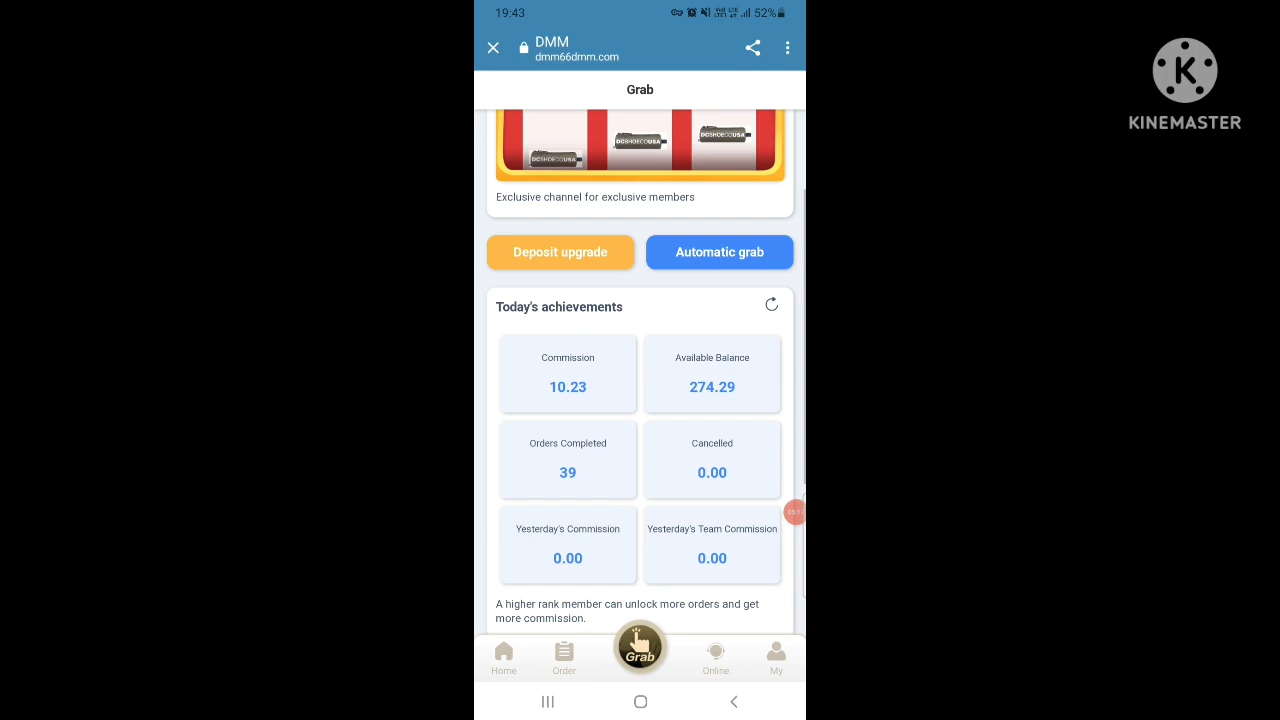 19:43
52%
DMM
dmm66dmm.com
KINEMASTER
Grab
DCSHOECOUSA
DCSHOECOUSA
DCSHOECOUSA
Exclusive channel for exclusive members
Deposit upgrade
Automatic grab
Today's achievements
Commission
Available Balance
10.23
274.29
Orders Completed
Cancelled
39
0.00
Yesterday's Commission
Yesterday's Team Commission
0.00
0.00
A higher rank member can unlock more orders and get
more commission.
Grab
Home
Order
Online
My